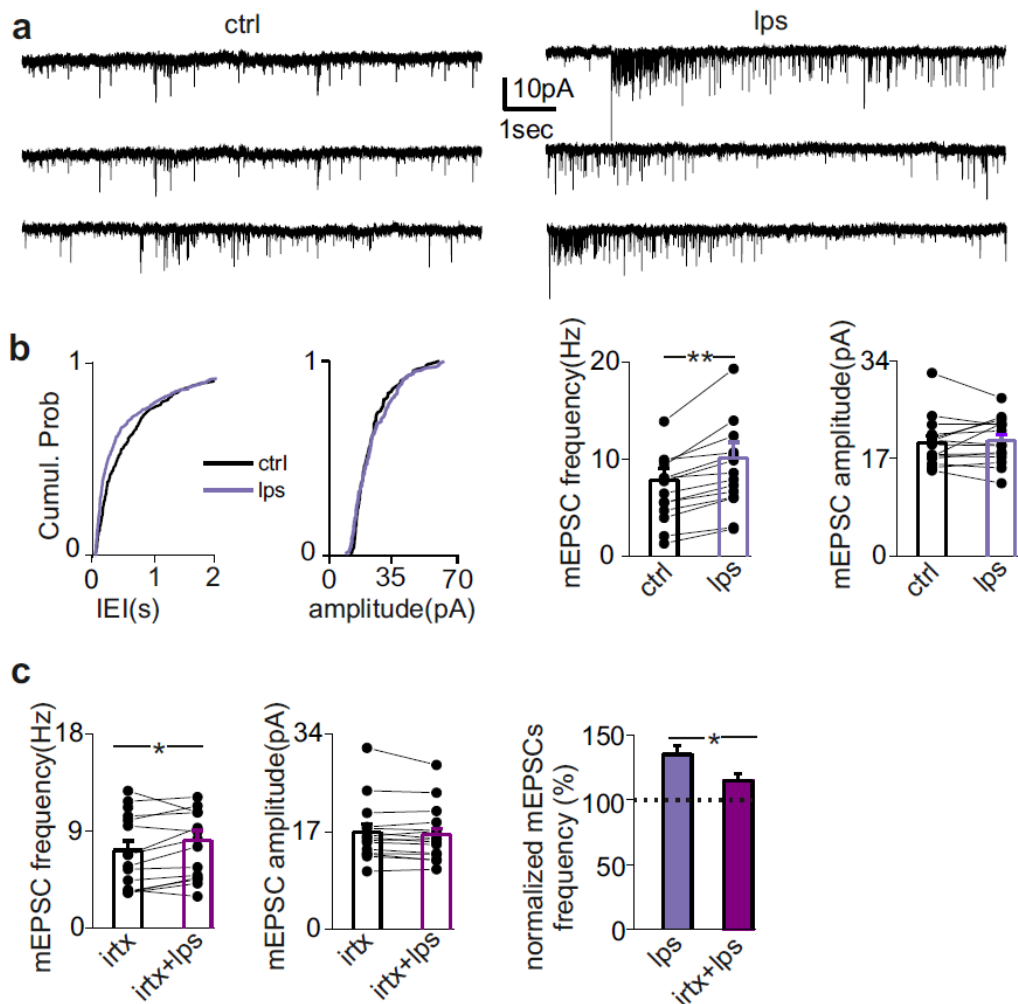 a
ctrl
lps
10pA
1sec
b
Cumul. Prob
1
0
0
1
2
IEI(s)
ctrl
lps
1
0
0
35
70
amplitude(pA)
mEPSC frequency(Hz)
20
10
0
**
ctrl
lps
mEPSC amplitude(pA)
34
17
0
ctrl
lps
c
mEPSC frequency(Hz)
18
9
0
*
irtx
irtx+lps
mEPSC amplitude(pA)
34
17
0
irtx
irtx+lps
normalized mEPSCs
frequency (%)
150
100
50
0
*
lps
irtx+lps